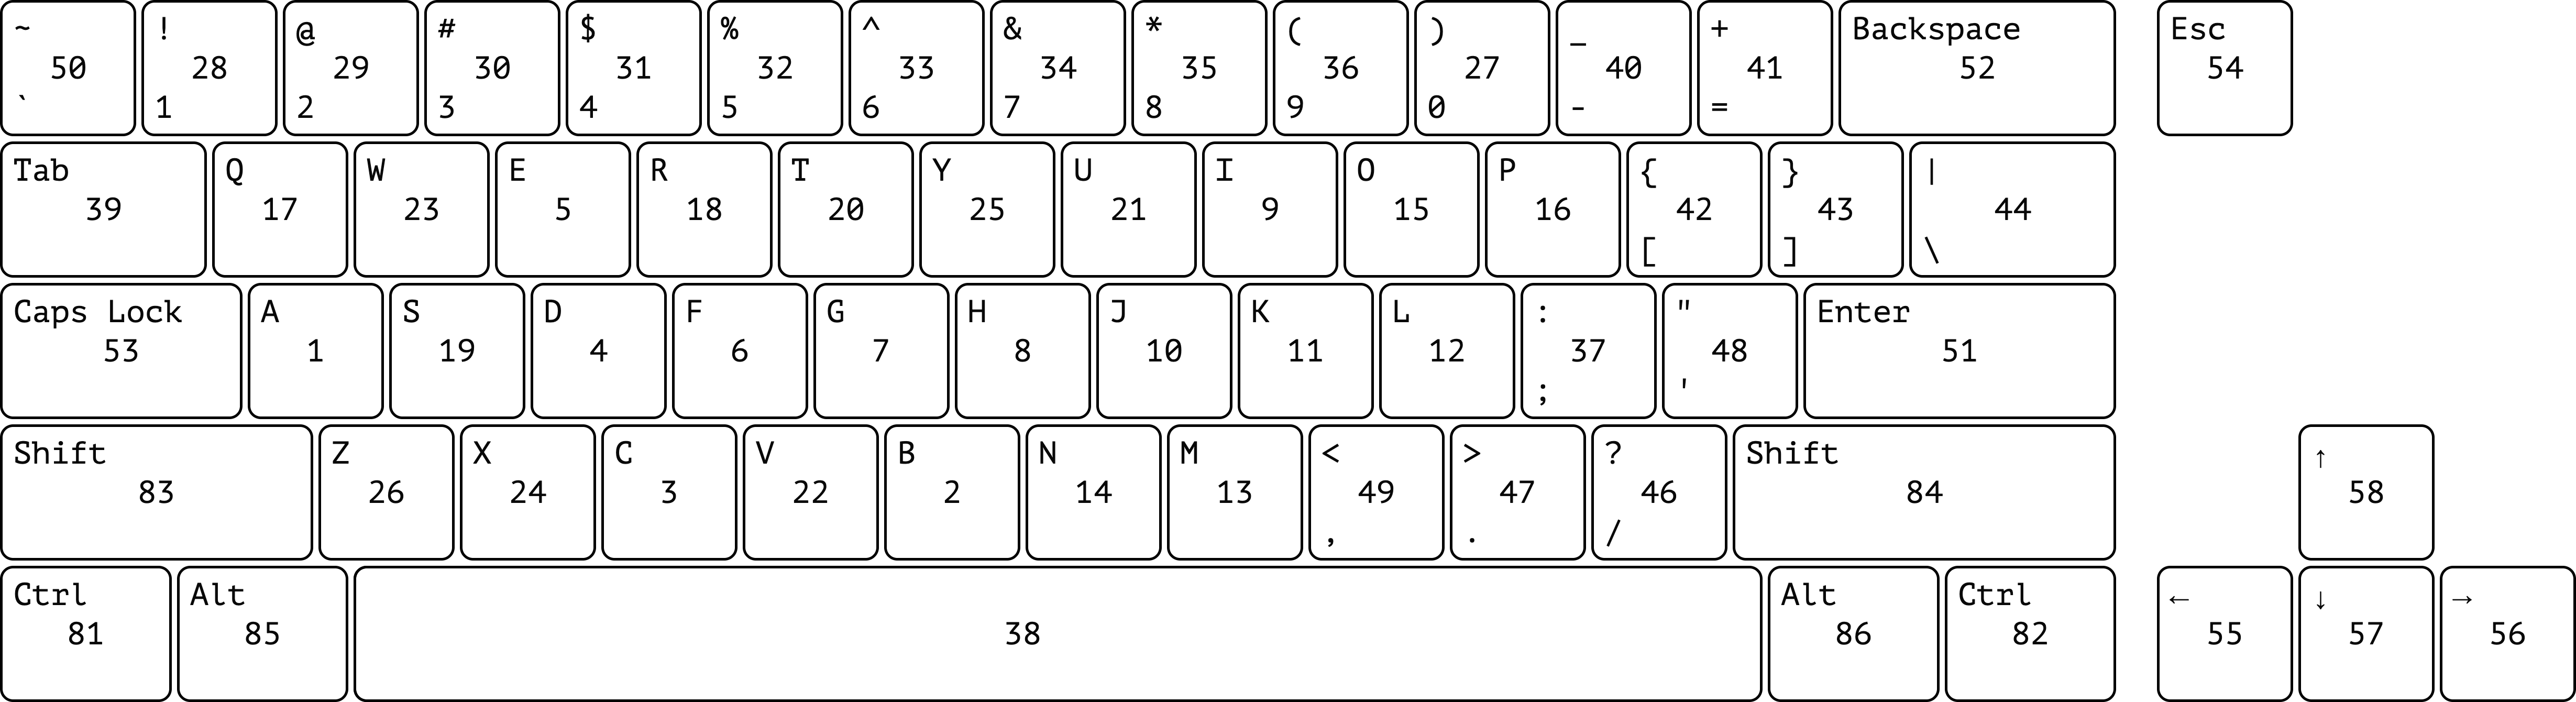 ~ ! @ # $ % ^ & * ( ) _ + Backspace Esc
50 28 29 30 31 32 33 34 35 36 27 40 41 52 54
` 1 2 3 4 5 6 7 8 9 0 - =
Tab Q W E R T Y U I O P { } |
39 17 23 5 18 20 25 21 9 15 16 42 43 44
[ ] \
Caps Lock A S D F G H J K L : " Enter
53 1 19 4 6 7 8 10 11 12 37 48 51
; '
Shift Z X C V B N M < > ? Shift ↑
83 26 24 3 22 2 14 13 49 47 46 84 58
, . /
Ctrl Alt Alt Ctrl ← ↓ →
81 85 38 86 82 55 57 56